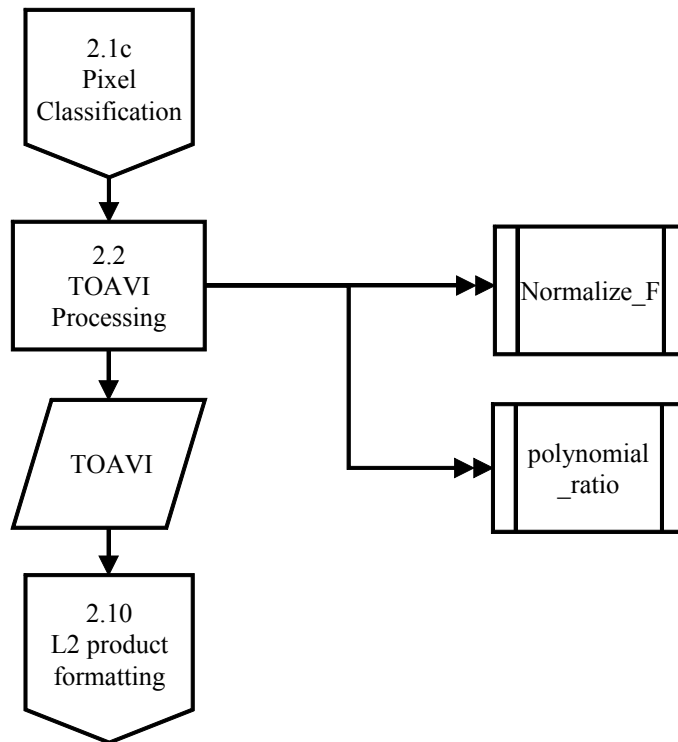 2.1c
Pixel
Classification
2.2
TOAVI
Processing
Normalize_F
TOAVI
polynomial
_ratio
2.10
L2 product
formatting